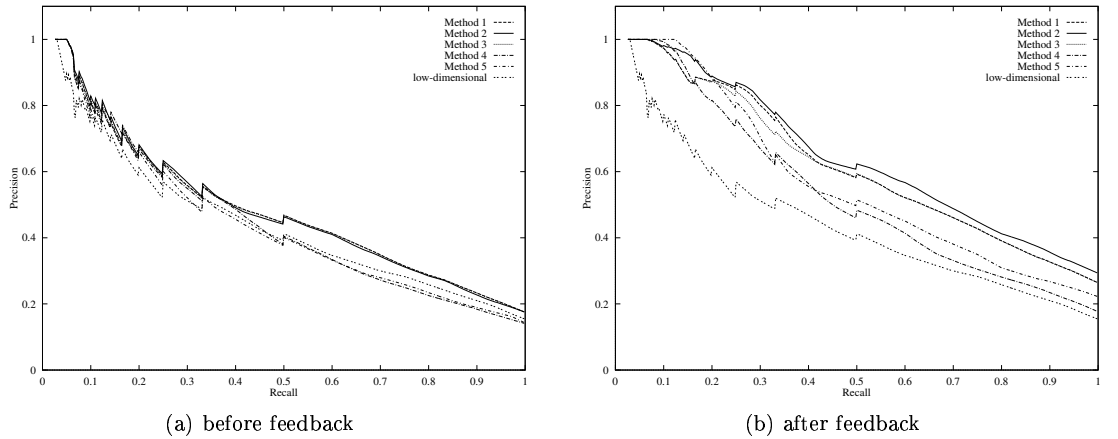 Method 1
Method 2
Method 3
Method 4
Method 5
low-dimensional
1
0.8
0.6
0.4
0.2
0
Precision
0 0.1 0.2 0.3 0.4 0.5 0.6 0.7 0.8 0.9 1
Recall
(a) before feedback
Method 1
Method 2
Method 3
Method 4
Method 5
low-dimensional
1
0.8
0.6
0.4
0.2
0
Precision
0 0.1 0.2 0.3 0.4 0.5 0.6 0.7 0.8 0.9 1
Recall
(b) after feedback